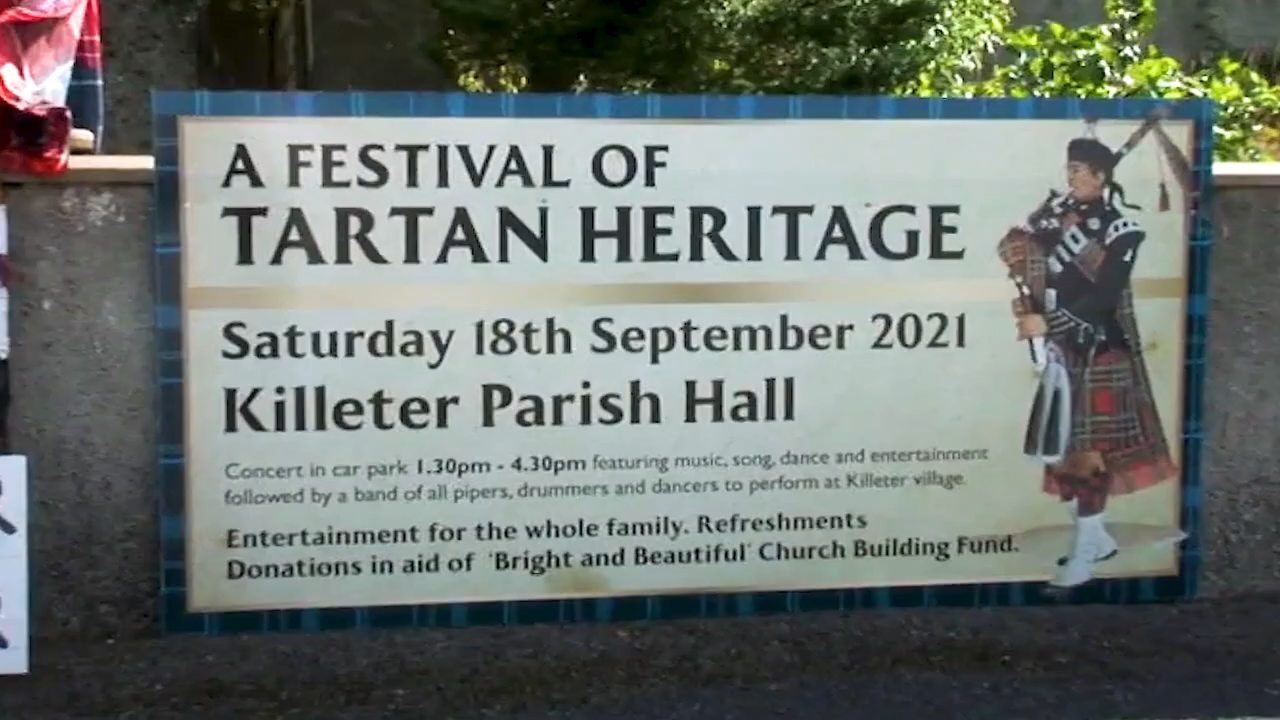 A FESTIVAL OF
TARTAN HERITAGE
Saturday 18th September 2021
Killeter Parish Hall
Concert in car park 1.30pm - 4.30pm featuring music, song, dance and entertainment
followed by a band of all pipers, drummers and dancers to perform at Killeter village.
Entertainment for the whole family. Refreshments
Donations in aid of 'Bright and Beautiful' Church Building Fund.